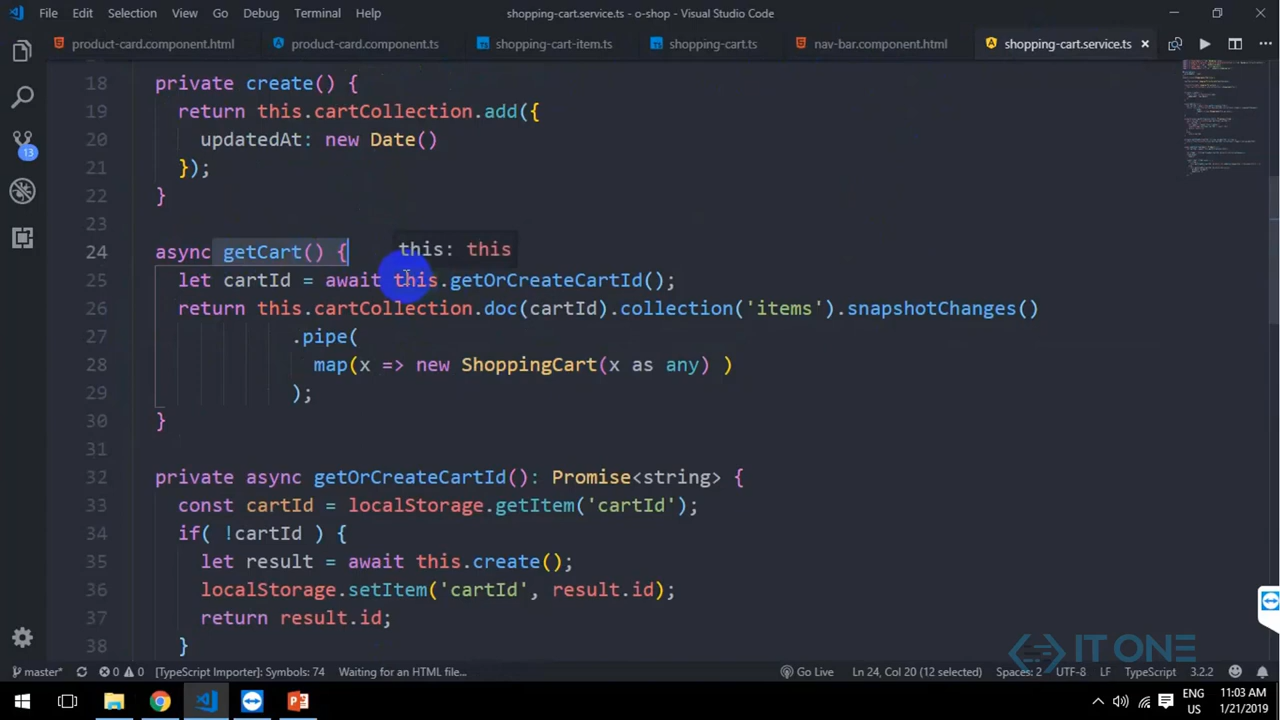 File Edit Selection View Go Debug Terminal Help
shopping-cart.service.ts - o-shop - Visual Studio Code
product-card.component.html product-card.component.ts shopping-cart-item.ts shopping-cart.ts nav-bar.component.html shopping-cart.service.ts
18 private create() {
19 return this.cartCollection.add({
20 updatedAt: new Date()
21 });
22 }
23
24 async getCart() {
this: this
25 let cartId = await this.getOrCreateCartId();
26 return this.cartCollection.doc(cartId).collection('items').snapshotChanges()
27 .pipe(
28 map(x => new ShoppingCart(x as any) )
29 );
30 }
31
32 private async getOrCreateCartId(): Promise<string> {
33 const cartId = localStorage.getItem('cartId');
34 if( !cartId ) {
35 let result = await this.create();
36 localStorage.setItem('cartId', result.id);
37 return result.id;
38 }
13
IT ONE
master* 0 0 [TypeScript Importer]: Symbols: 74 Waiting for an HTML file... Go Live Ln 24, Col 20 (12 selected) Spaces: 2 UTF-8 LF TypeScript 3.2.2
ENG 11:03 AM
US 1/21/2019